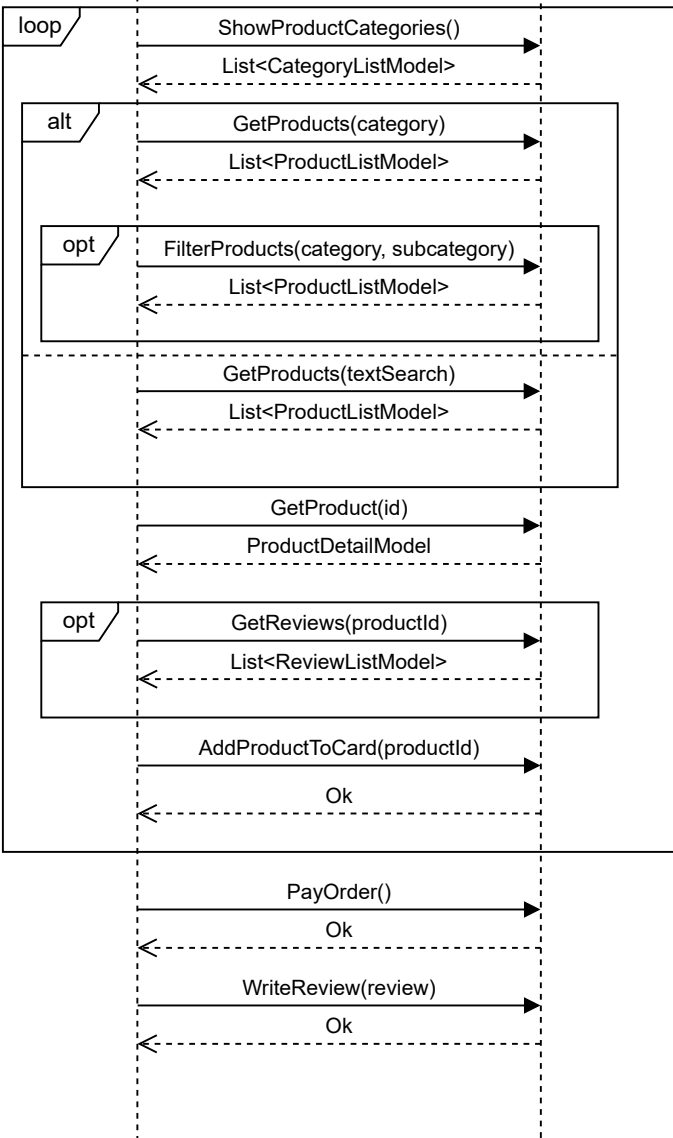 loop
ShowProductCategories()
List<CategoryListModel>
alt
GetProducts(category)
List<ProductListModel>
opt
FilterProducts(category, subcategory)
List<ProductListModel>
GetProducts(textSearch)
List<ProductListModel>
GetProduct(id)
ProductDetailModel
opt
GetReviews(productId)
List<ReviewListModel>
AddProductToCard(productId)
Ok
PayOrder()
Ok
WriteReview(review)
Ok